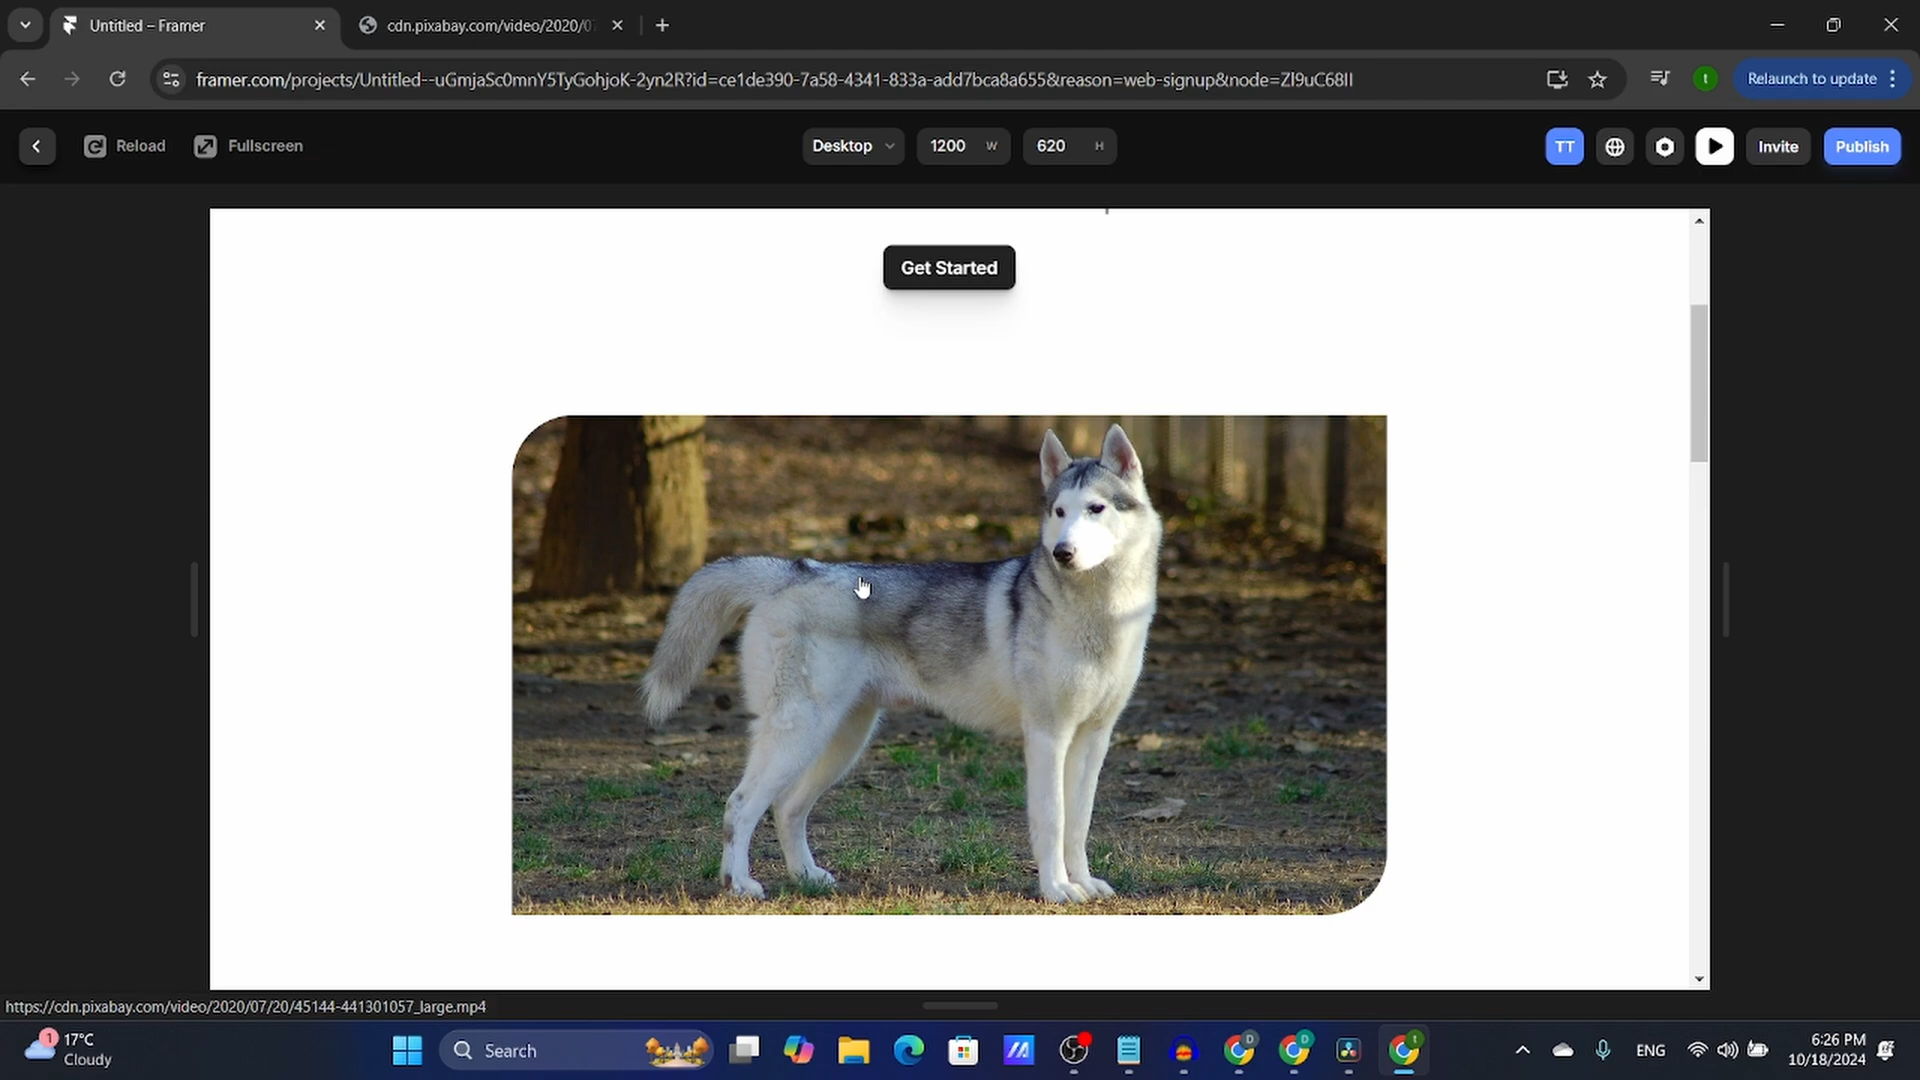 Untitled – Framer
cdn.pixabay.com/video/2020/0
framer.com/projects/Untitled--uGmjaSc0mnY5TyGohjoK-2yn2R?id=ce1de390-7a58-4341-833a-add7bca8a655&reason=web-signup&node=Zl9uC68II
t
Relaunch to update
Reload
Fullscreen
Desktop
1200 W
620 H
TT
Invite
Publish
Get Started
https://cdn.pixabay.com/video/2020/07/20/45144-441301057_large.mp4
1
17°C
Cloudy
Search
D
D
t
ENG
6:26 PM
10/18/2024